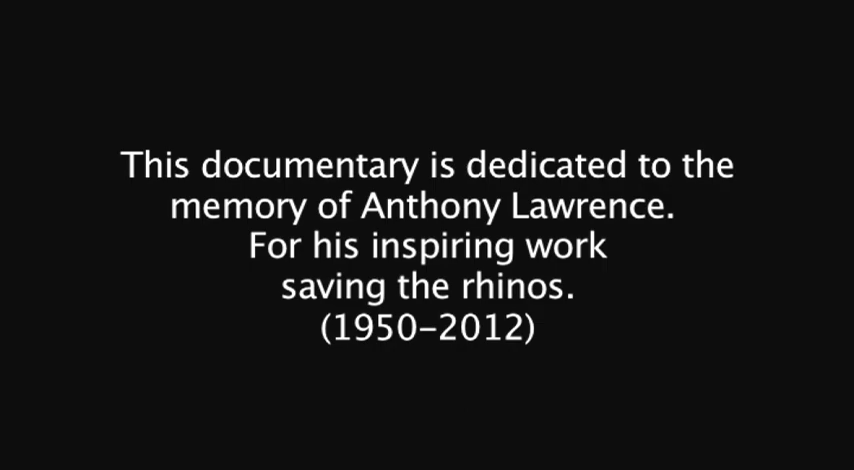 This documentary is dedicated to the
memory of Anthony Lawrence.
For his inspiring work
saving the rhinos.
(1950–2012)